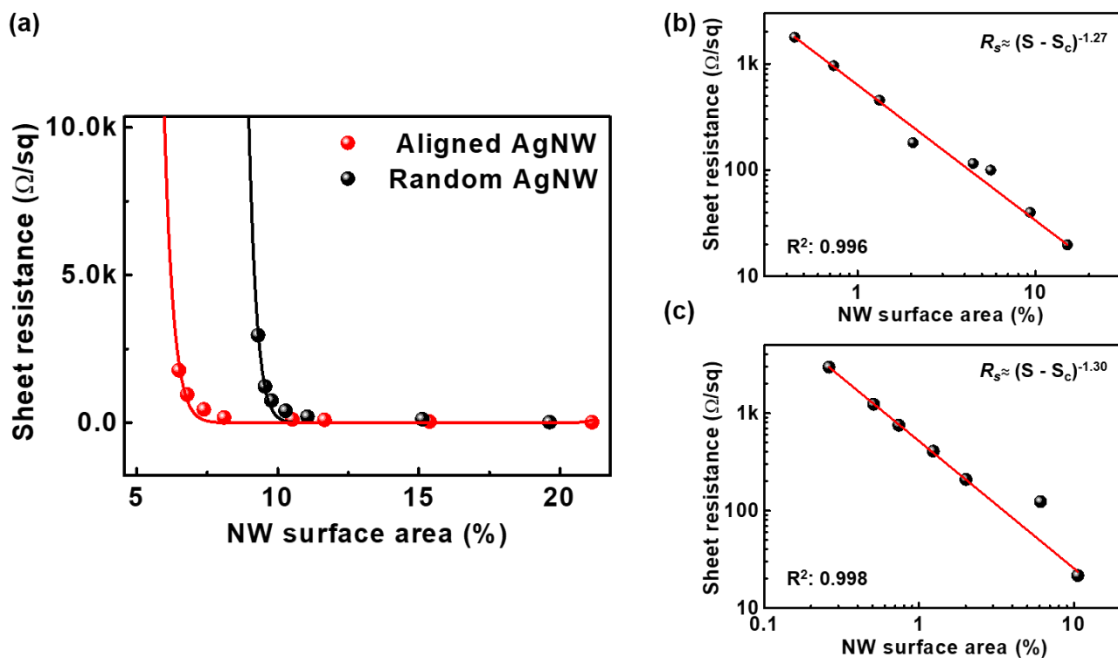 (a)
10.0k
5.0k
0.0
Sheet resistance (Ω/sq)
Aligned AgNW
Random AgNW
5 10 15 20
NW surface area (%)
(b)
1k
100
10
Sheet resistance (Ω/sq)
Rₛ≈ (S - S꜀)⁻¹·²⁷
R²: 0.996
1 10
NW surface area (%)
(c)
1k
100
10
Sheet resistance (Ω/sq)
Rₛ≈ (S - S꜀)⁻¹·³⁰
R²: 0.998
0.1 1 10
NW surface area (%)